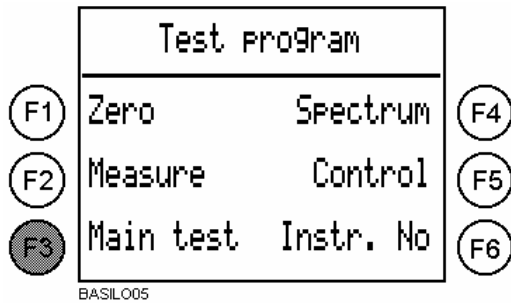 Test program
F1 Zero Spectrum F4
F2 Measure Control F5
F3 Main test Instr. No F6
BASILO05